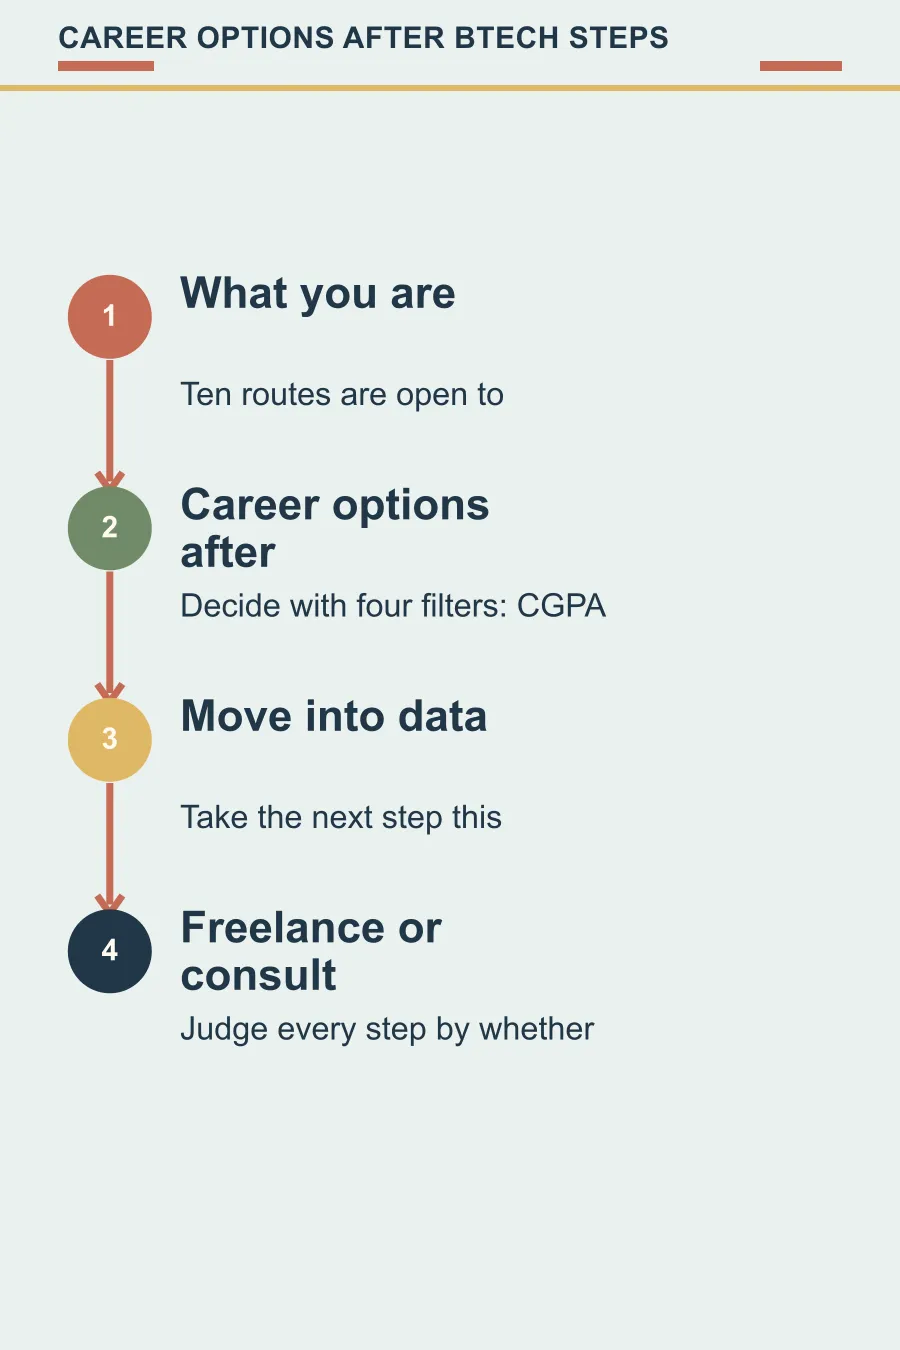 CAREER OPTIONS AFTER BTECH STEPS
1
What you are
Ten routes are open to
2
Career options
after
Decide with four filters: CGPA
3
Move into data
Take the next step this
4
Freelance or
consult
Judge every step by whether